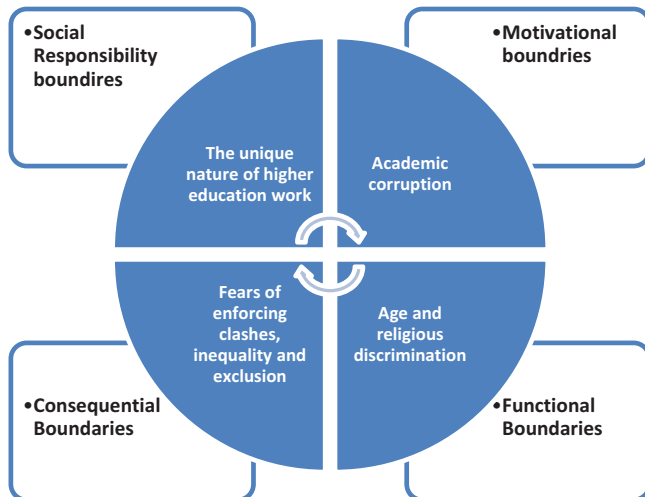 •Social
Responsibility
boundires
•Motivational
boundries
The unique
nature of higher
education work
Academic
corruption
Fears of
enforcing
clashes,
inequality and
exclusion
Age and
religious
discrimination
•Consequential
Boundaries
•Functional
Boundaries